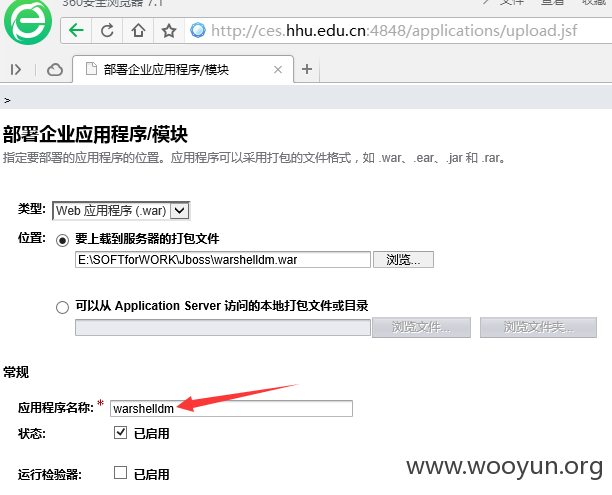 360安全浏览器 7.1
http://ces.hhu.edu.cn:4848/applications/upload.jsf
部署企业应用程序/模块
>
部署企业应用程序/模块
指定要部署的应用程序的位置。应用程序可以采用打包的文件格式，如 .war、.ear、.jar 和 .rar。
类型: Web 应用程序 (.war)
位置: 要上载到服务器的打包文件
E:\SOFTforWORK\Jboss\warshelldm.war 浏览...
可以从 Application Server 访问的本地打包文件或目录
浏览文件... 浏览文件夹...
常规
应用程序名称: * warshelldm
状态: 已启用
运行检验器: 已启用
www.wooyun.org